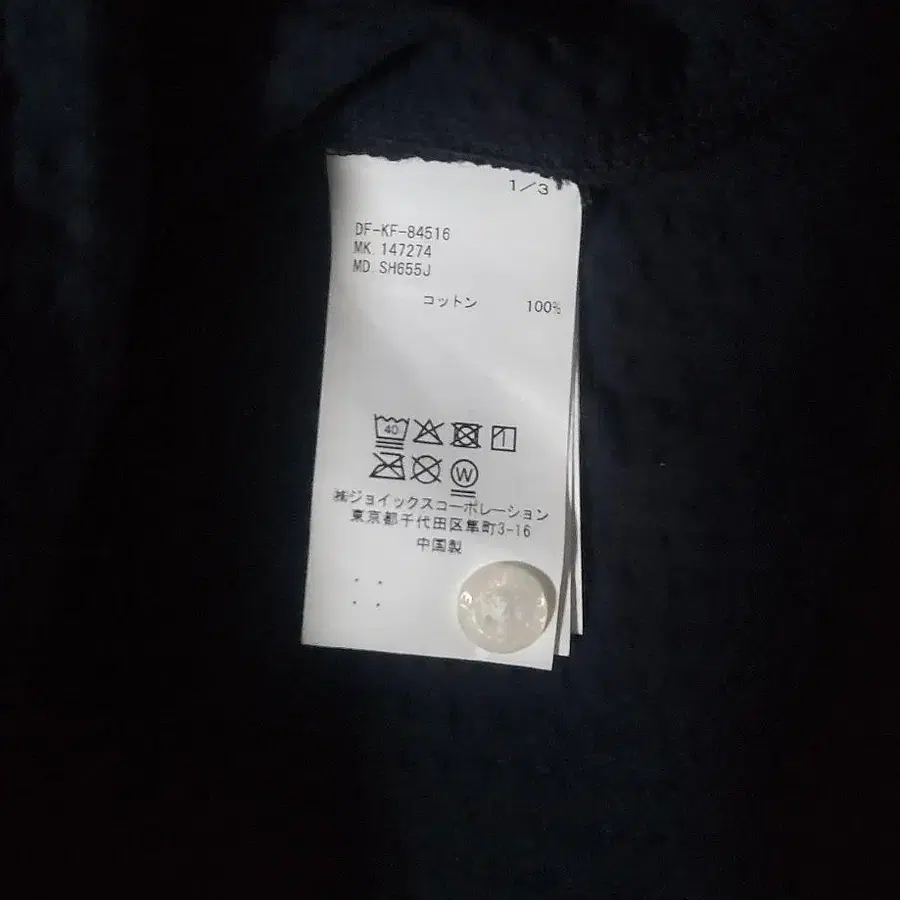 1/3
DF-KF-84516
MK.147274
MD.SH655J
コットン 100%
40
W
㈱ジョイックスコーポレーション
東京都千代田区隼町3-16
中国製